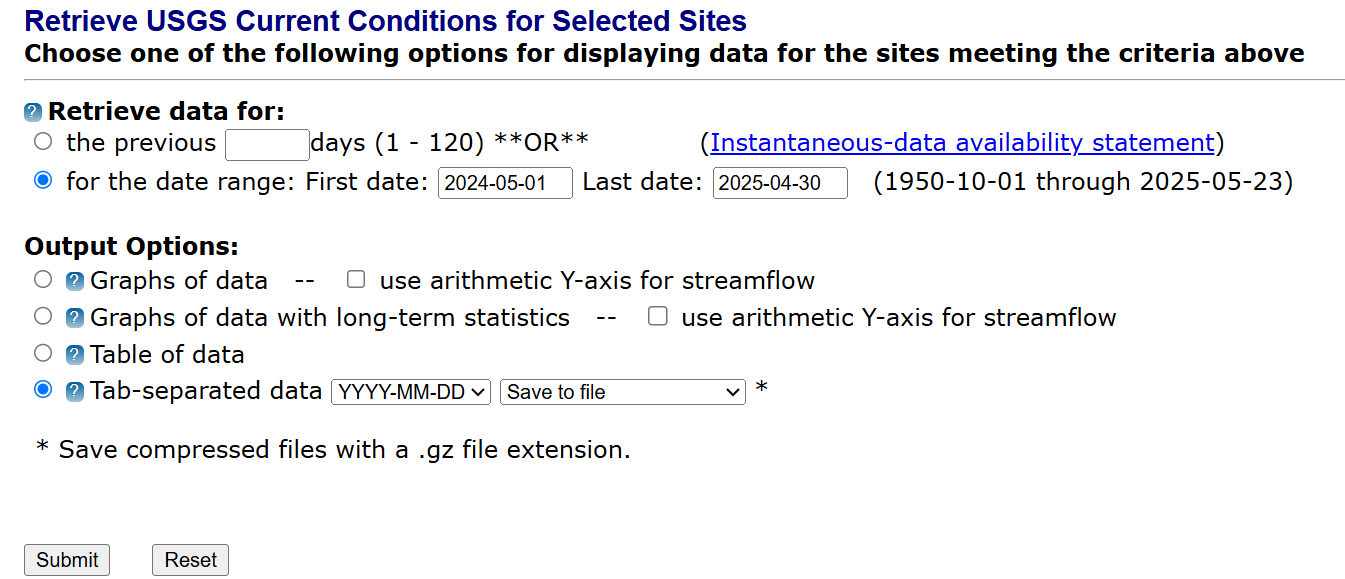 Retrieve USGS Current Conditions for Selected Sites
Choose one of the following options for displaying data for the sites meeting the criteria above
? Retrieve data for:
the previous days (1 - 120) **OR** (Instantaneous-data availability statement)
for the date range: First date: 2024-05-01 Last date: 2025-04-30 (1950-10-01 through 2025-05-23)
Output Options:
? Graphs of data -- use arithmetic Y-axis for streamflow
? Graphs of data with long-term statistics -- use arithmetic Y-axis for streamflow
? Table of data
? Tab-separated data YYYY-MM-DD Save to file *
* Save compressed files with a .gz file extension.
Submit Reset